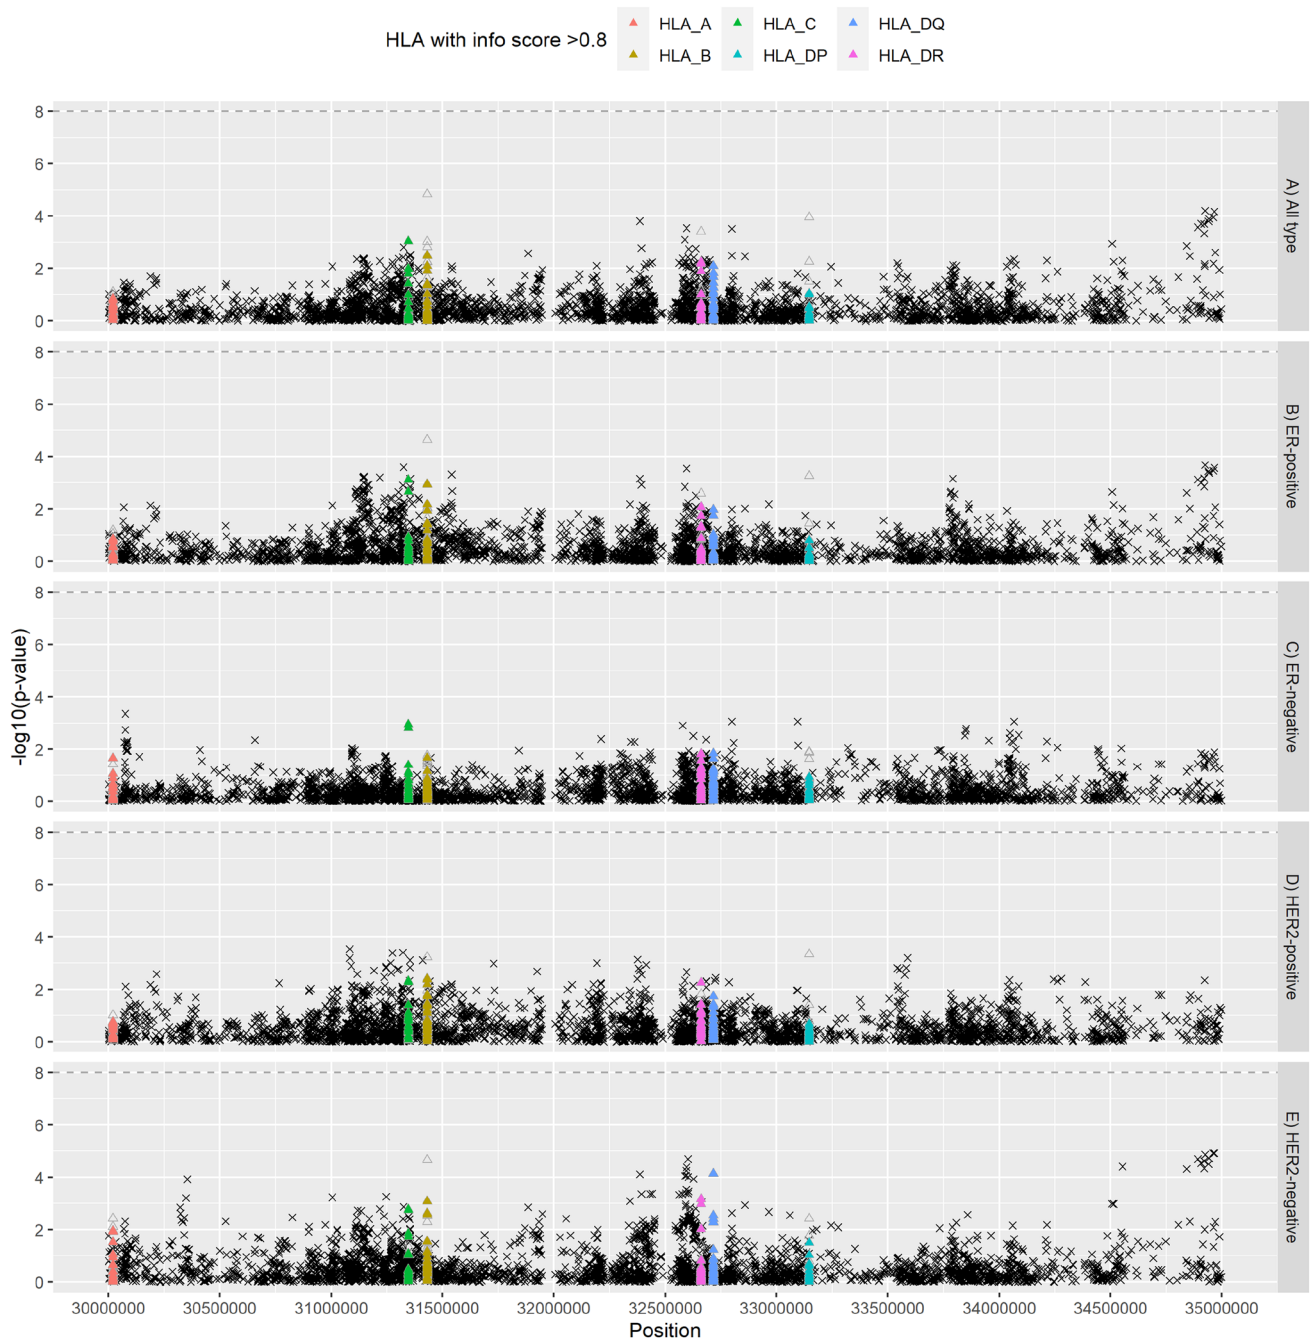 HLA with info score >0.8
HLA_A
HLA_C
HLA_DQ
HLA_B
HLA_DP
HLA_DR
8
6
4
2
0
A) All type
8
6
4
2
0
B) ER-positive
8
6
4
2
0
C) ER-negative
8
6
4
2
0
D) HER2-positive
8
6
4
2
0
E) HER2-negative
-log10(p-value)
30000000 30500000 31000000 31500000 32000000 32500000 33000000 33500000 34000000 34500000 35000000
Position